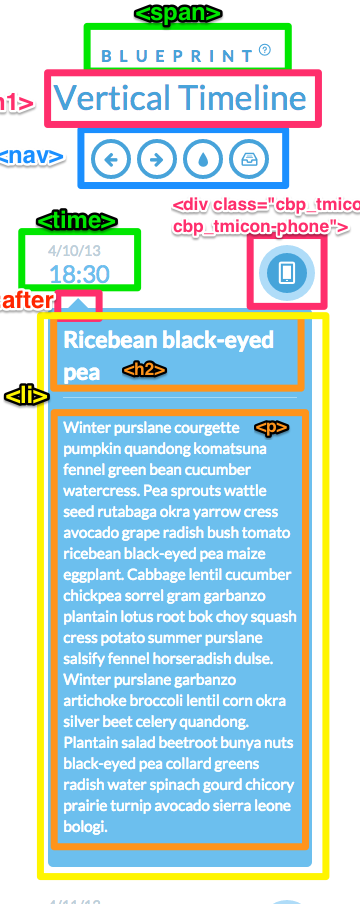 <span>
BLUEPRINT ?
h1>
Vertical Timeline
<nav>
<div class="cbp_tmico
cbp_tmicon-phone">
<time>
4/10/13
18:30
:after
Ricebean black-eyed
pea
<h2>
<li>
Winter purslane courgette
<p>
pumpkin quandong komatsuna
fennel green bean cucumber
watercress. Pea sprouts wattle
seed rutabaga okra yarrow cress
avocado grape radish bush tomato
ricebean black-eyed pea maize
eggplant. Cabbage lentil cucumber
chickpea sorrel gram garbanzo
plantain lotus root bok choy squash
cress potato summer purslane
salsify fennel horseradish dulse.
Winter purslane garbanzo
artichoke broccoli lentil corn okra
silver beet celery quandong.
Plantain salad beetroot bunya nuts
black-eyed pea collard greens
radish water spinach gourd chicory
prairie turnip avocado sierra leone
bologi.